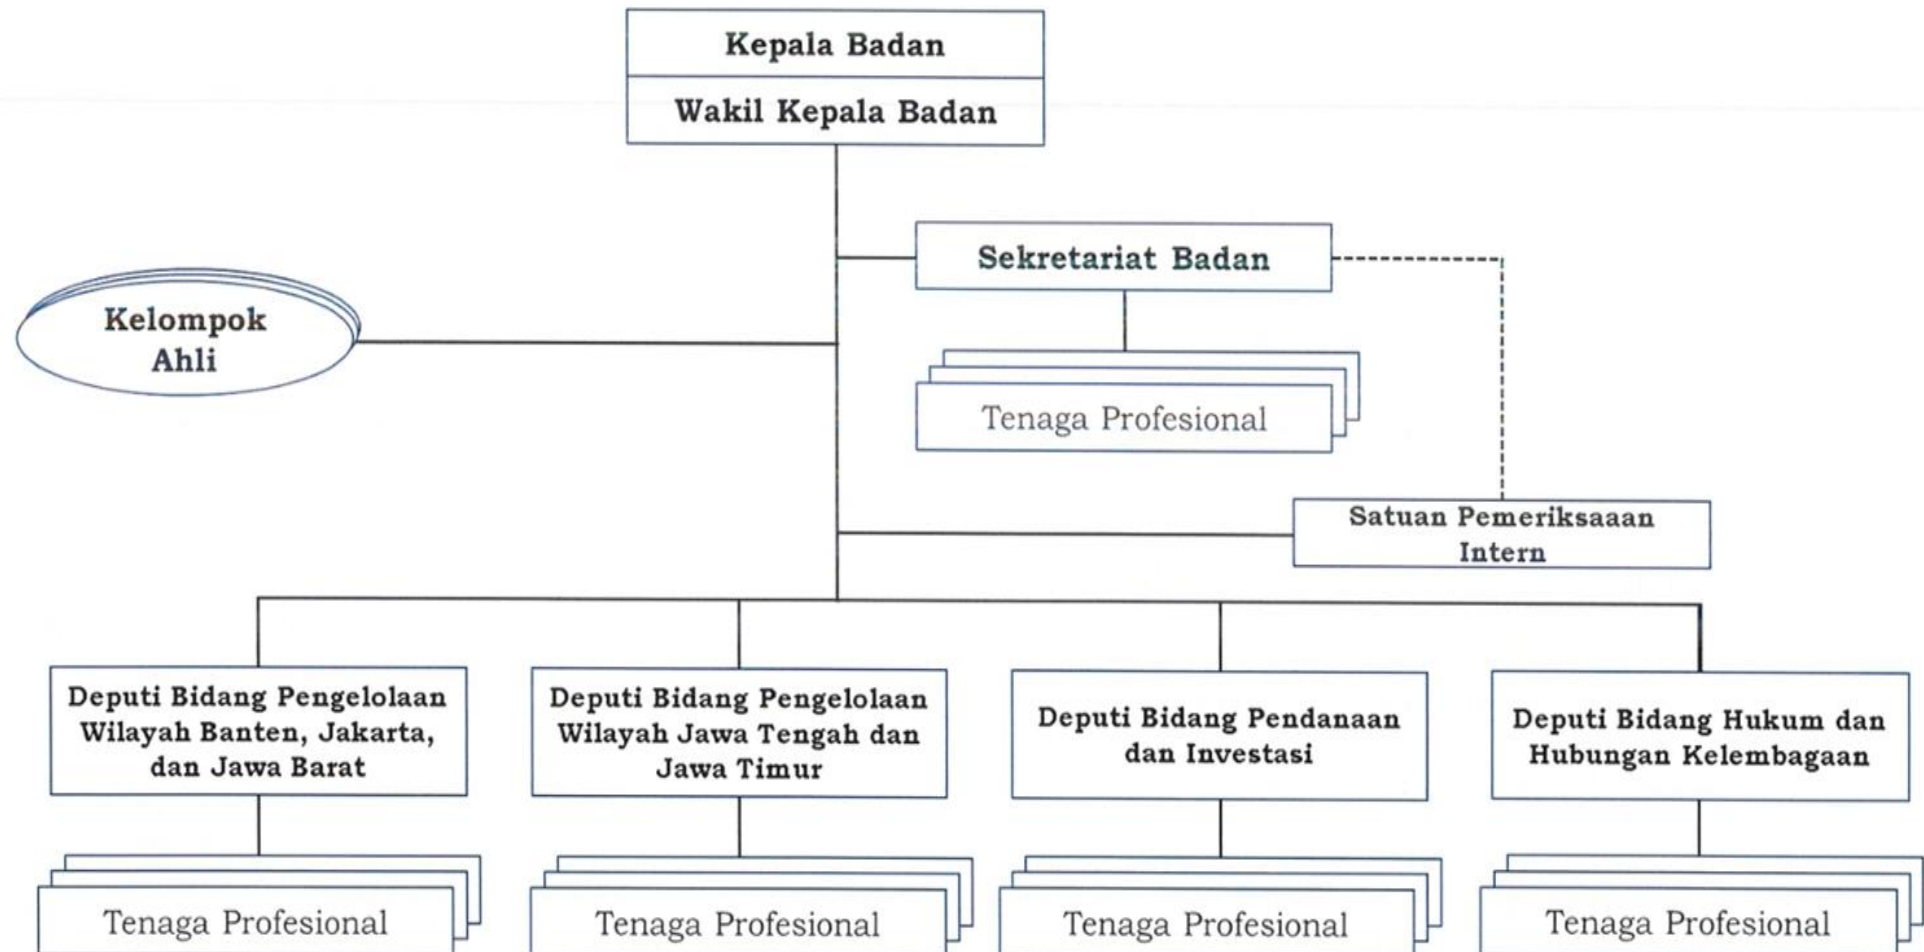 Kepala Badan
Wakil Kepala Badan
Sekretariat Badan
Kelompok
Ahli
Tenaga Profesional
Satuan Pemeriksaaan
Intern
Deputi Bidang Pengelolaan
Wilayah Banten, Jakarta,
dan Jawa Barat
Deputi Bidang Pengelolaan
Wilayah Jawa Tengah dan
Jawa Timur
Deputi Bidang Pendanaan
dan Investasi
Deputi Bidang Hukum dan
Hubungan Kelembagaan
Tenaga Profesional
Tenaga Profesional
Tenaga Profesional
Tenaga Profesional